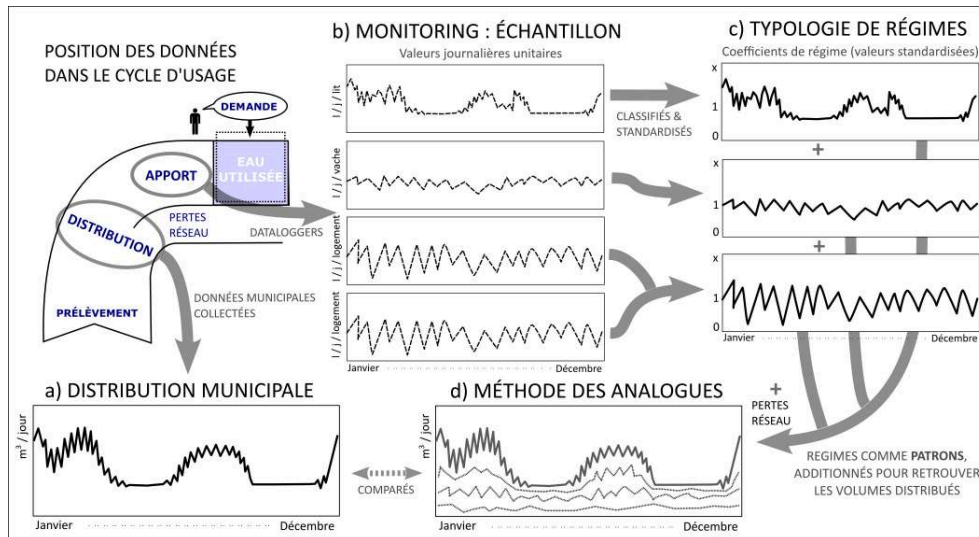 POSITION DES DONNÉES
DANS LE CYCLE D'USAGE
DEMANDE
EAU
UTILISÉE
APPORT
DISTRIBUTION
PERTES
RÉSEAU
DATALOGGERS
PRÉLÈVEMENT
DONNÉES MUNICIPALES
COLLECTÉES
b) MONITORING : ÉCHANTILLON
Valeurs journalières unitaires
l / j / lit
l / j / vache
l / j / logement
l / j / logement
Janvier
Décembre
CLASSIFIÉS &
STANDARDISÉS
c) TYPOLOGIE DE RÉGIMES
Coefficients de régime (valeurs standardisées)
x
1
0
+
x
1
0
+
x
1
0
Janvier
Décembre
a) DISTRIBUTION MUNICIPALE
m³ / jour
Janvier
Décembre
COMPARÉS
d) MÉTHODE DES ANALOGUES
m³ / jour
Janvier
Décembre
+
PERTES
RÉSEAU
REGIMES COMME PATRONS,
ADDITIONNÉS POUR RETROUVER
LES VOLUMES DISTRIBUÉS